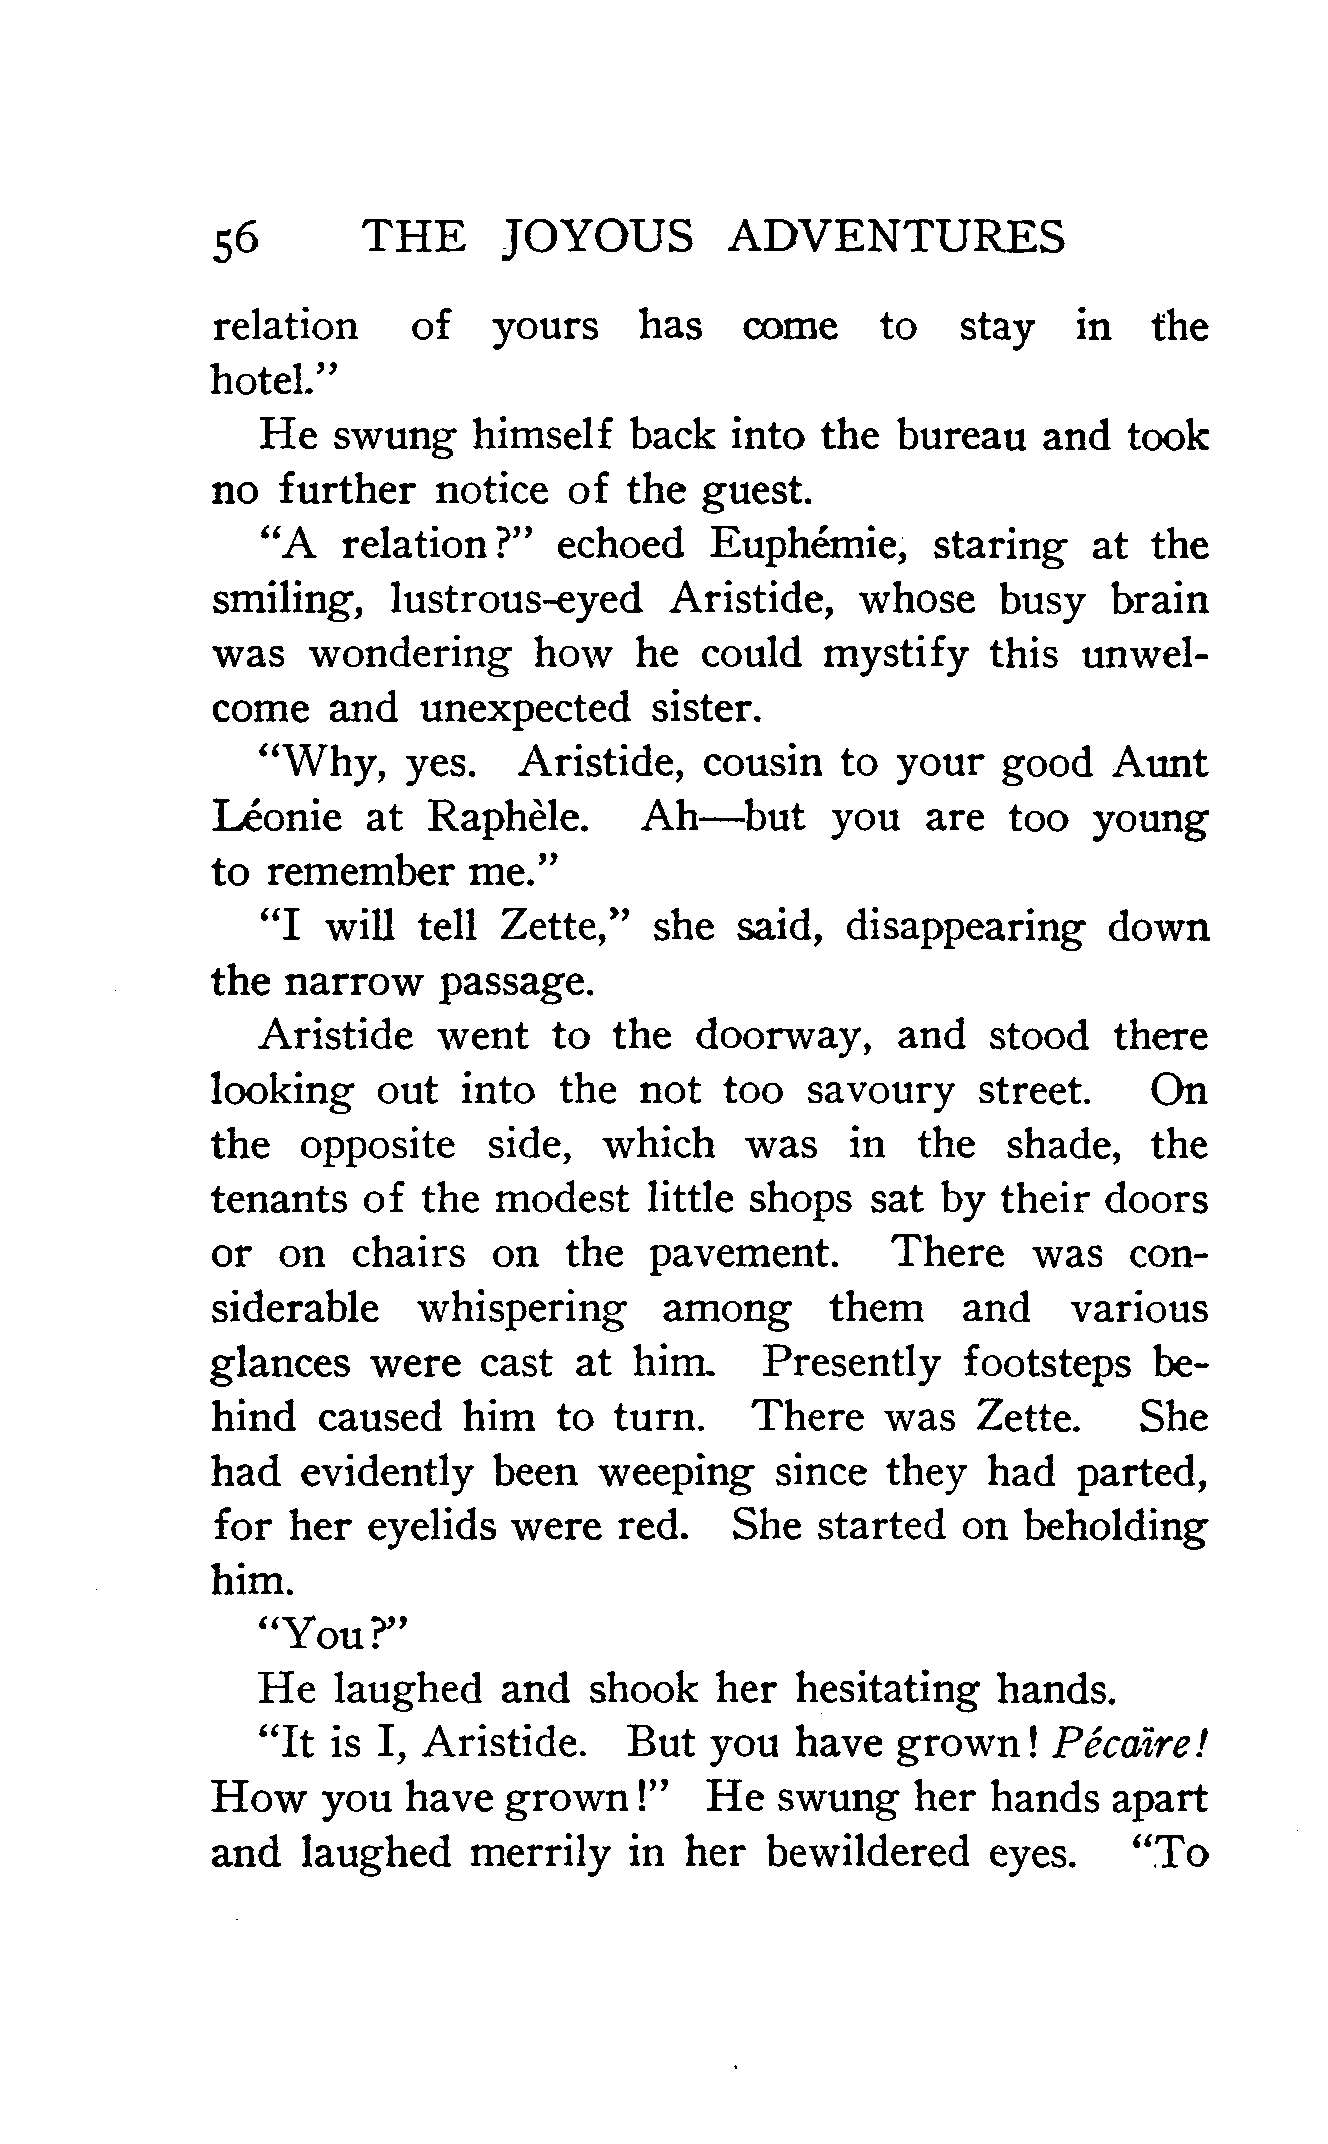 56 THE JOYOUS ADVENTURES
relation of yours has come to stay in the
hotel.”
He swung himself back into the bureau and took
no further notice of the guest.
“A relation?” echoed Euphémie, staring at the
smiling, lustrous-eyed Aristide, whose busy brain
was wondering how he could mystify this unwel-
come and unexpected sister.
“Why, yes. Aristide, cousin to your good Aunt
Léonie at Raphèle. Ah—but you are too young
to remember me.”
“I will tell Zette,” she said, disappearing down
the narrow passage.
Aristide went to the doorway, and stood there
looking out into the not too savoury street. On
the opposite side, which was in the shade, the
tenants of the modest little shops sat by their doors
or on chairs on the pavement. There was con-
siderable whispering among them and various
glances were cast at him. Presently footsteps be-
hind caused him to turn. There was Zette. She
had evidently been weeping since they had parted,
for her eyelids were red. She started on beholding
him.
“You?”
He laughed and shook her hesitating hands.
“It is I, Aristide. But you have grown! Pécaïre!
How you have grown!” He swung her hands apart
and laughed merrily in her bewildered eyes. “To